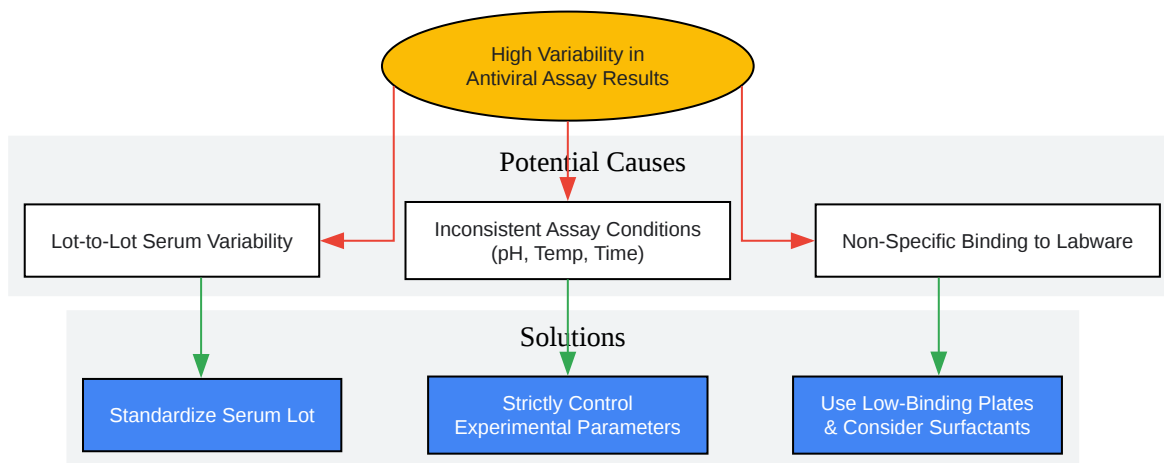 High Variability in
Antiviral Assay Results
Potential Causes
Lot-to-Lot Serum Variability
Inconsistent Assay Conditions
(pH, Temp, Time)
Non-Specific Binding to Labware
Solutions
Standardize Serum Lot
Strictly Control
Experimental Parameters
Use Low-Binding Plates
& Consider Surfactants